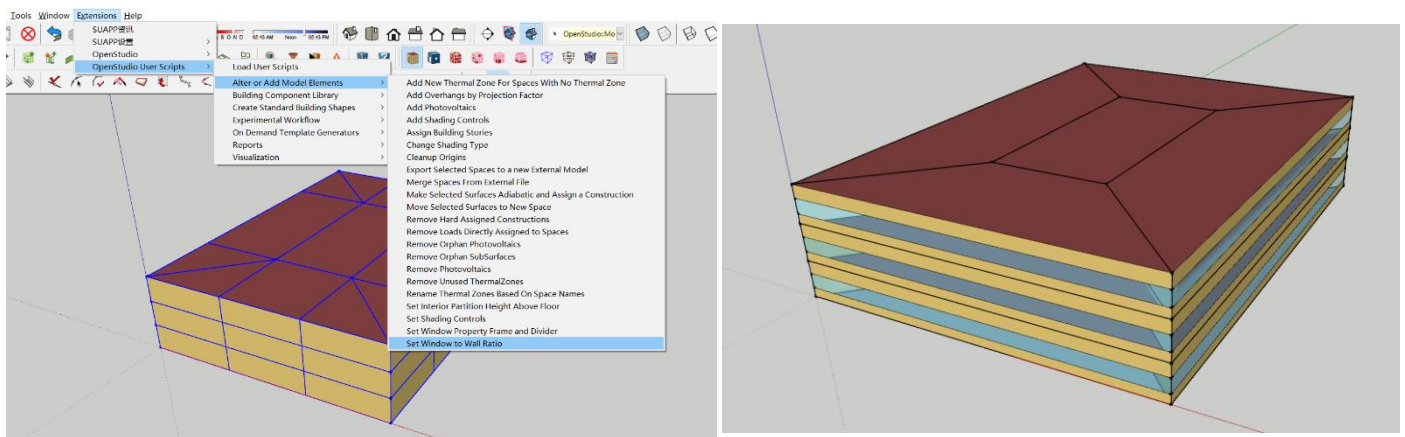 Tools Window Extensions Help
SUAPP资讯
SUAPP设置
OpenStudio
OpenStudio User Scripts
S O N D
Noon
OpenStudio::Mo
Load User Scripts
Alter or Add Model Elements
Building Component Library
Create Standard Building Shapes
Experimental Workflow
On Demand Template Generators
Reports
Visualization
Add New Thermal Zone For Spaces With No Thermal Zone
Add Overhangs by Projection Factor
Add Photovoltaics
Add Shading Controls
Assign Building Stories
Change Shading Type
Cleanup Origins
Export Selected Spaces to a new External Model
Merge Spaces From External File
Make Selected Surfaces Adiabatic and Assign a Construction
Move Selected Surfaces to New Space
Remove Hard Assigned Constructions
Remove Loads Directly Assigned to Spaces
Remove Orphan Photovoltaics
Remove Orphan SubSurfaces
Remove Photovoltaics
Remove Unused ThermalZones
Rename Thermal Zones Based On Space Names
Set Interior Partition Height Above Floor
Set Shading Controls
Set Window Property Frame and Divider
Set Window to Wall Ratio